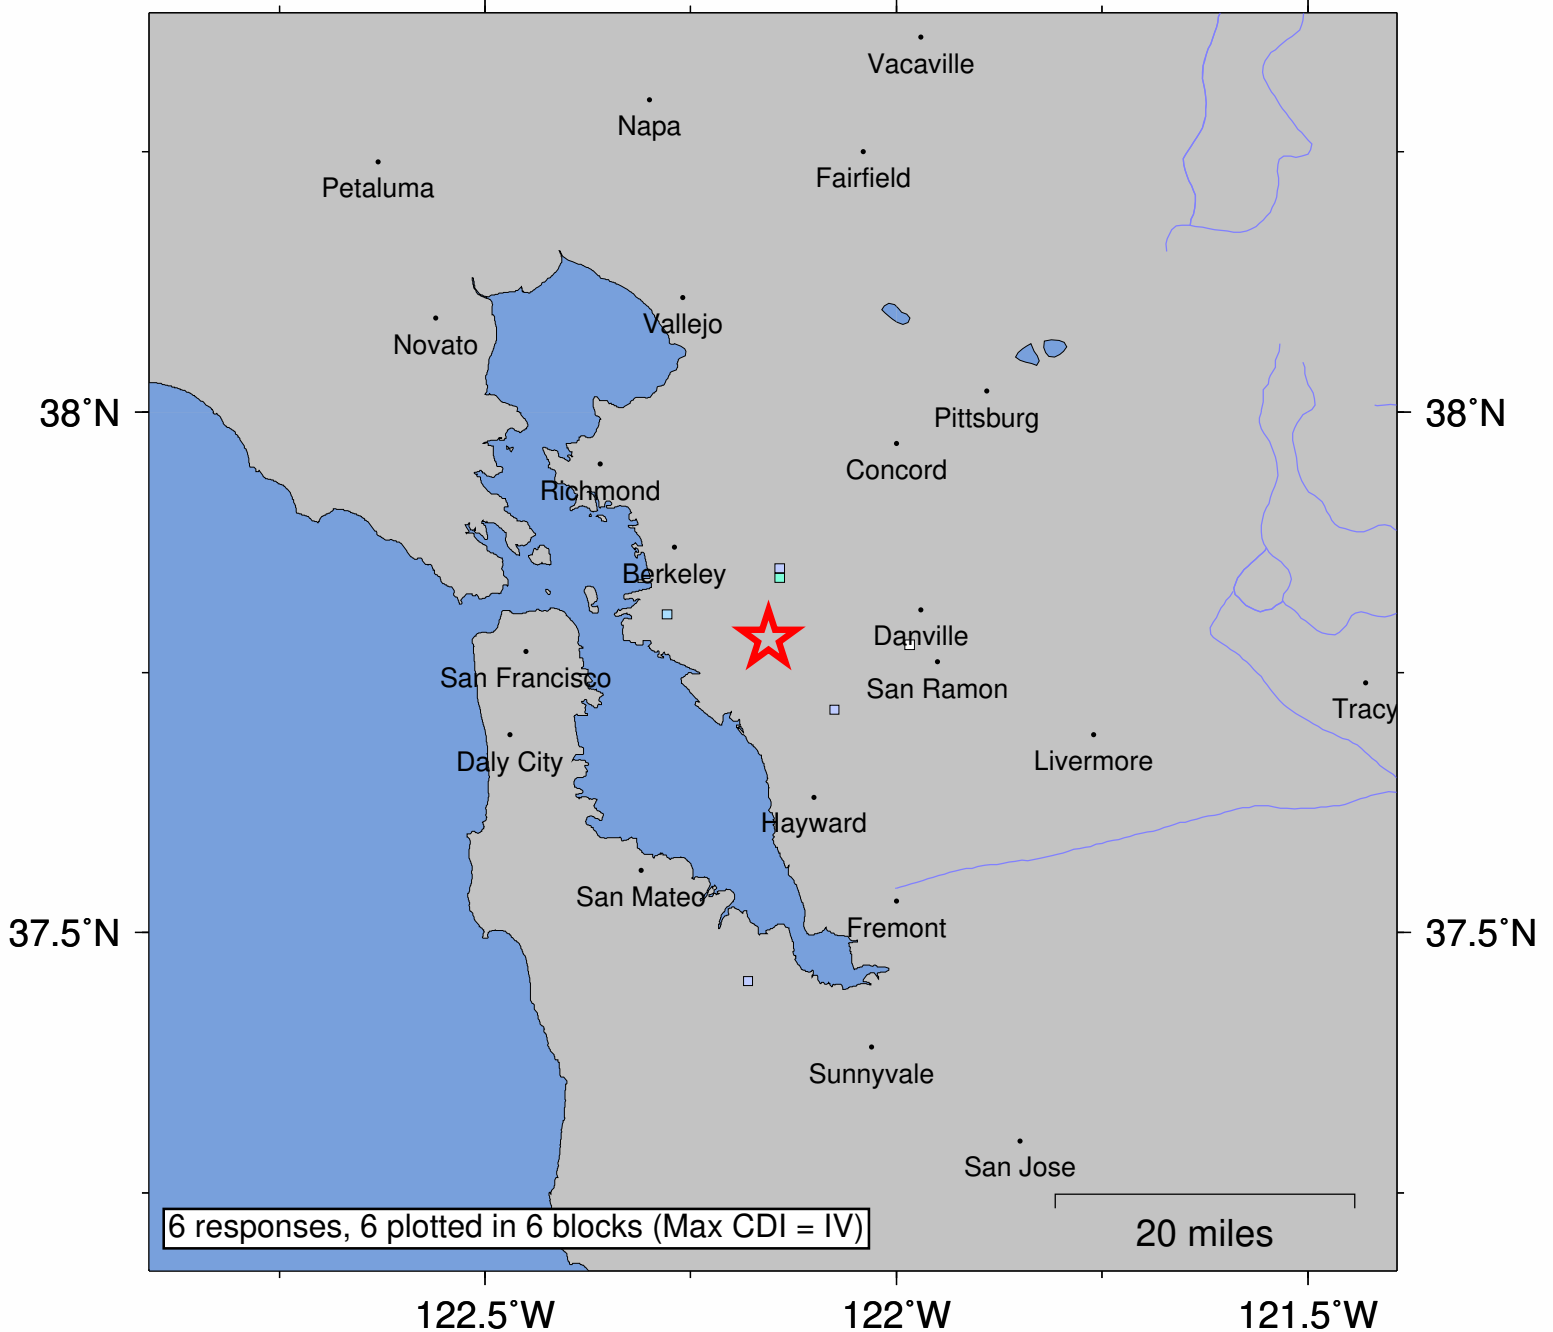 Vacaville
Napa
Fairfield
Petaluma
Vallejo
Novato
38°N
38°N
Pittsburg
Concord
Richmond
Berkeley
Danville
San Francisco
San Ramon
Tracy
Daly City
Livermore
Hayward
San Mateo
Fremont
37.5°N
37.5°N
Sunnyvale
San Jose
6 responses, 6 plotted in 6 blocks (Max CDI = IV)
20 miles
122.5°W
122°W
121.5°W